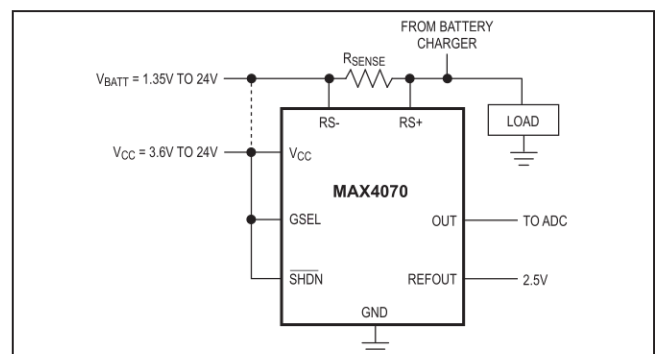 FROM BATTERY
CHARGER
RSENSE
VBATT = 1.35V TO 24V
RS-
RS+
LOAD
VCC = 3.6V TO 24V
VCC
MAX4070
GSEL
OUT
TO ADC
SHDN
REFOUT
2.5V
GND